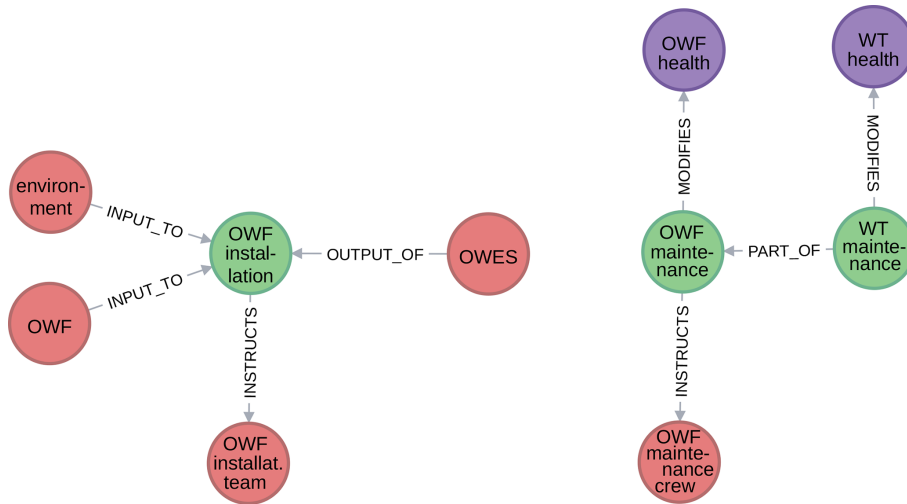 environ-
ment
INPUT_TO
OWF
INPUT_TO
OWF
instal-
lation
OUTPUT_OF
OWES
INSTRUCTS
OWF
installat.
team
OWF
health
MODIFIES
WT
health
MODIFIES
OWF
mainte-
nance
PART_OF
WT
mainte-
nance
INSTRUCTS
OWF
mainte-
nance
crew